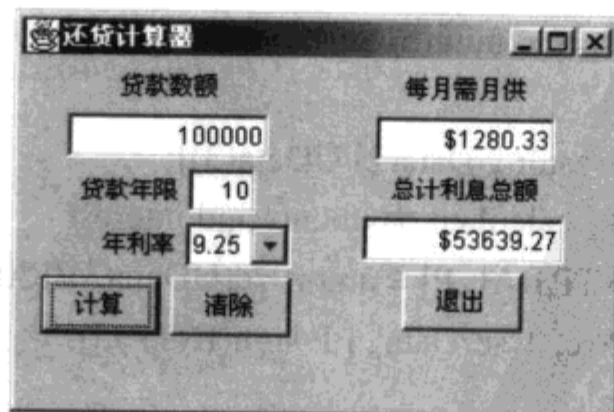 还贷计算器
贷款数额
每月需月供
100000
$1280.33
贷款年限 10
总计利息总额
年利率 9.25
$53639.27
计算 清除 退出